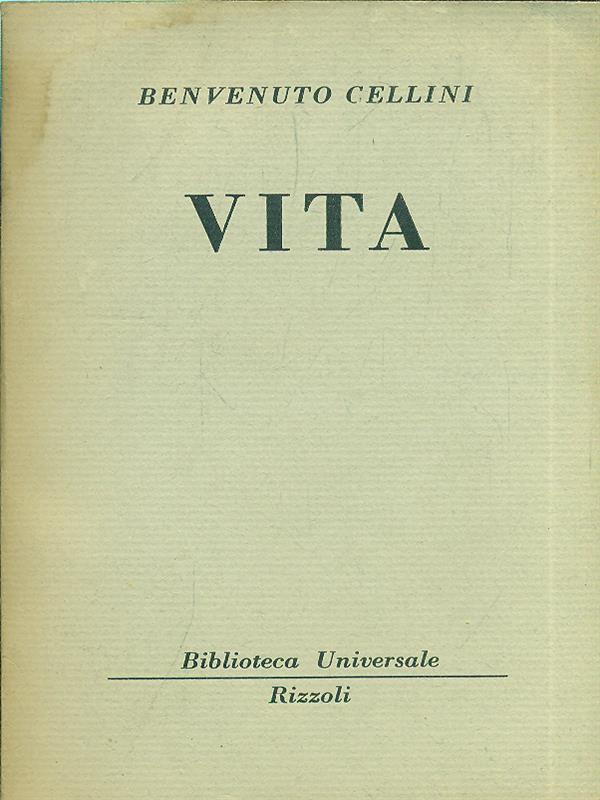 BENVENUTO CELLINI
VITA
Biblioteca Universale
Rizzoli